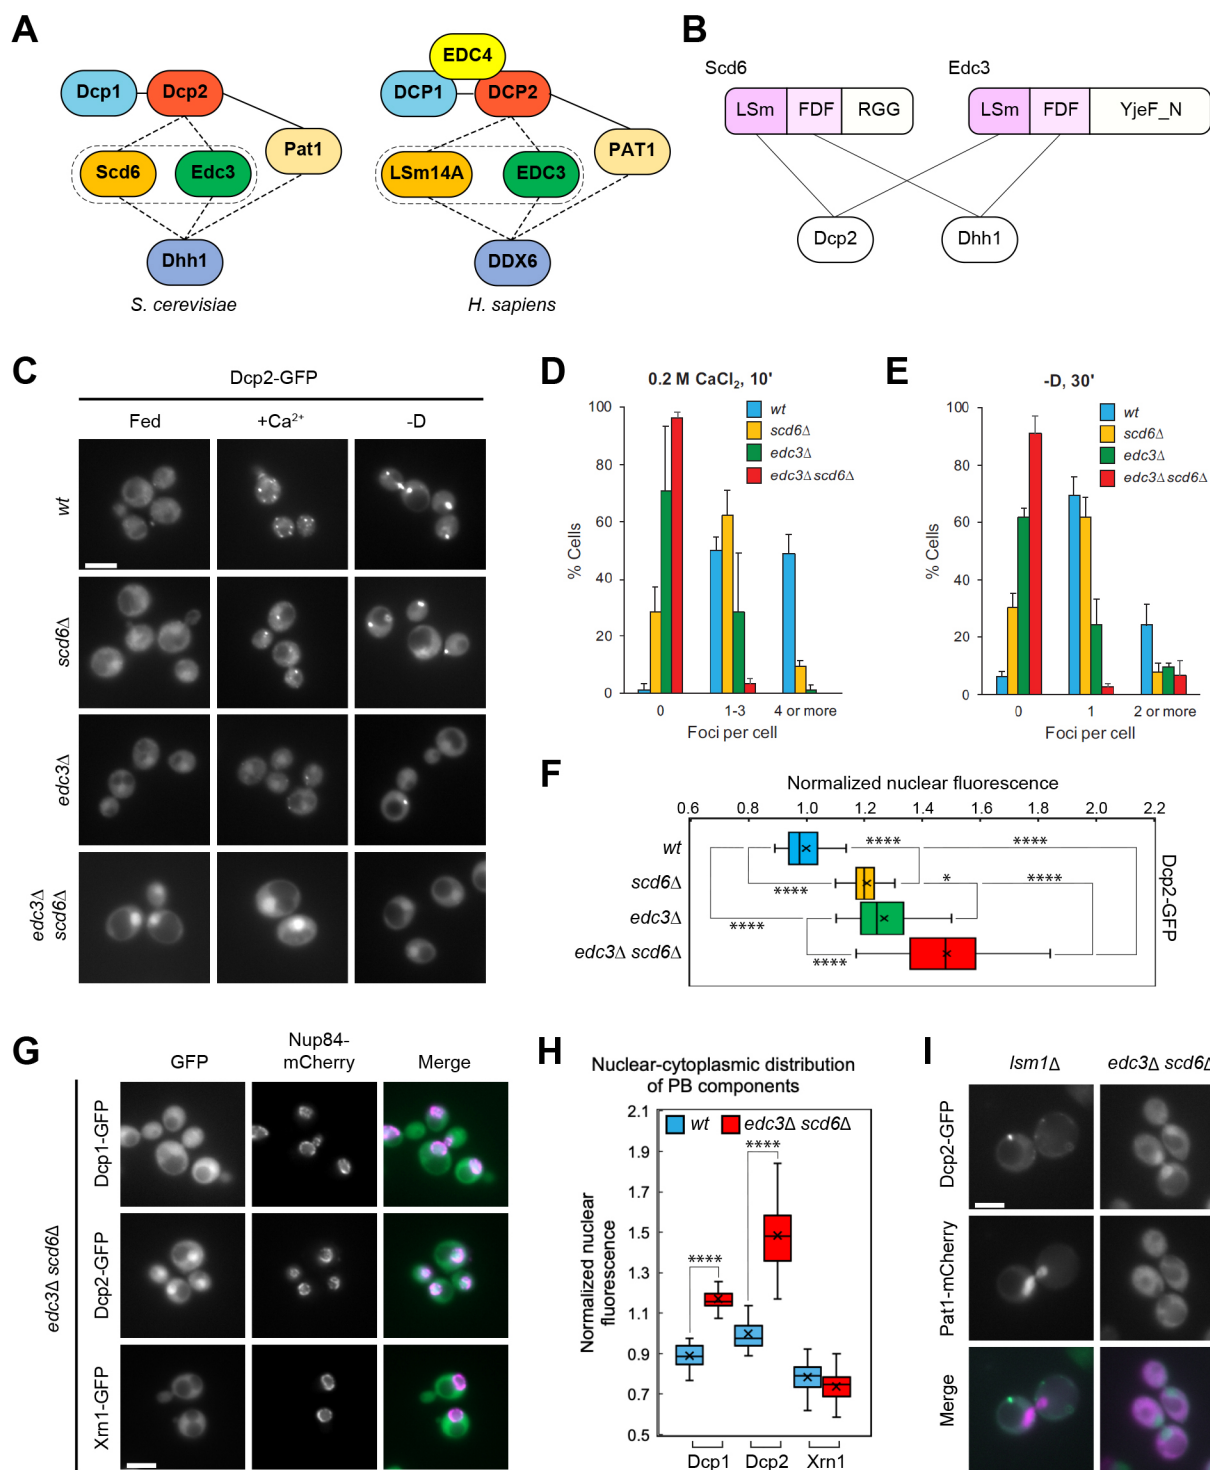 A
EDC4
Dcp1
Dcp2
DCP1
DCP2
Pat1
PAT1
Scd6
Edc3
LSm14A
EDC3
Dhh1
DDX6
S. cerevisiae
H. sapiens
B
Scd6
Edc3
LSm
FDF
RGG
LSm
FDF
YjeF_N
Dcp2
Dhh1
C
Dcp2-GFP
Fed
+Ca²⁺
-D
wt
scd6Δ
edc3Δ
edc3Δ
scd6Δ
D
0.2 M CaCl₂, 10'
wt
scd6Δ
edc3Δ
edc3Δ scd6Δ
100
80
60
40
20
0
% Cells
0
1-3
4 or more
Foci per cell
E
-D, 30'
wt
scd6Δ
edc3Δ
edc3Δ scd6Δ
100
80
60
40
20
0
% Cells
0
1
2 or more
Foci per cell
F
Normalized nuclear fluorescence
0.6
0.8
1.0
1.2
1.4
1.6
1.8
2.0
2.2
wt
scd6Δ
edc3Δ
edc3Δ scd6Δ
****
****
****
*
****
****
****
Dcp2-GFP
G
GFP
Nup84-
mCherry
Merge
edc3Δ scd6Δ
Dcp1-GFP
Dcp2-GFP
Xrn1-GFP
H
Nuclear-cytoplasmic distribution
of PB components
wt
edc3Δ scd6Δ
2.1
1.9
1.7
1.5
1.3
1.1
0.9
0.7
0.5
Normalized nuclear
fluorescence
****
****
Dcp1
Dcp2
Xrn1
I
lsm1Δ
edc3Δ scd6Δ
Dcp2-GFP
Pat1-mCherry
Merge